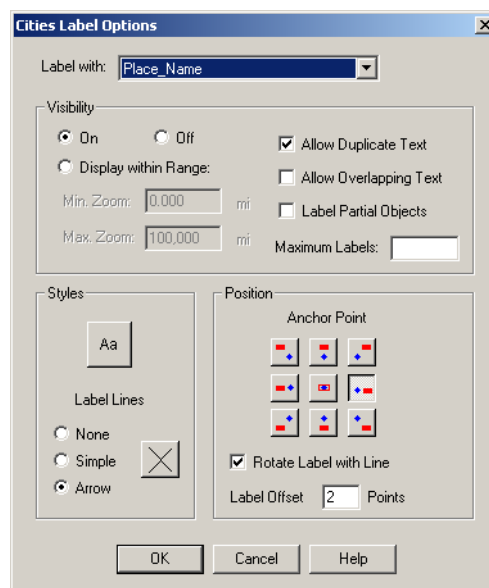 Cities Label Options
Label with: Place_Name
Visibility
On Off
Display within Range:
Min. Zoom: 0.000 mi
Max. Zoom: 100,000 mi
Allow Duplicate Text
Allow Overlapping Text
Label Partial Objects
Maximum Labels:
Styles
Aa
Label Lines
None
Simple
Arrow
Position
Anchor Point
Rotate Label with Line
Label Offset 2 Points
OK Cancel Help